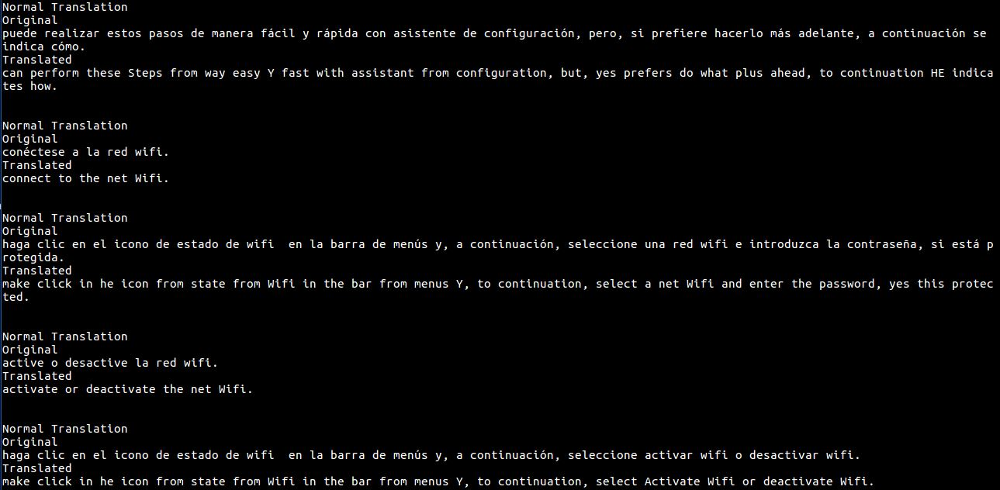 Normal Translation
Original
puede realizar estos pasos de manera fácil y rápida con asistente de configuración, pero, si prefiere hacerlo más adelante, a continuación se
indica cómo.
Translated
can perform these Steps from way easy Y fast with assistant from configuration, but, yes prefers do what plus ahead, to continuation HE indica
tes how.
Normal Translation
Original
conéctese a la red wifi.
Translated
connect to the net Wifi.
Normal Translation
Original
haga clic en el icono de estado de wifi  en la barra de menús y, a continuación, seleccione una red wifi e introduzca la contraseña, si está p
rotegida.
Translated
make click in he icon from state from Wifi in the bar from menus Y, to continuation, select a net Wifi and enter the password, yes this protec
ted.
Normal Translation
Original
active o desactive la red wifi.
Translated
activate or deactivate the net Wifi.
Normal Translation
Original
haga clic en el icono de estado de wifi  en la barra de menús y, a continuación, seleccione activar wifi o desactivar wifi.
Translated
make click in he icon from state from Wifi in the bar from menus Y, to continuation, select Activate Wifi or deactivate Wifi.